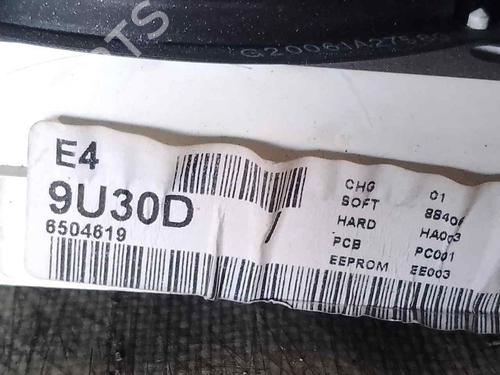 E4
9U30D
6504619
CHG 01
SOFT
HARD HA003
PCB PC001
EEPROM EE003